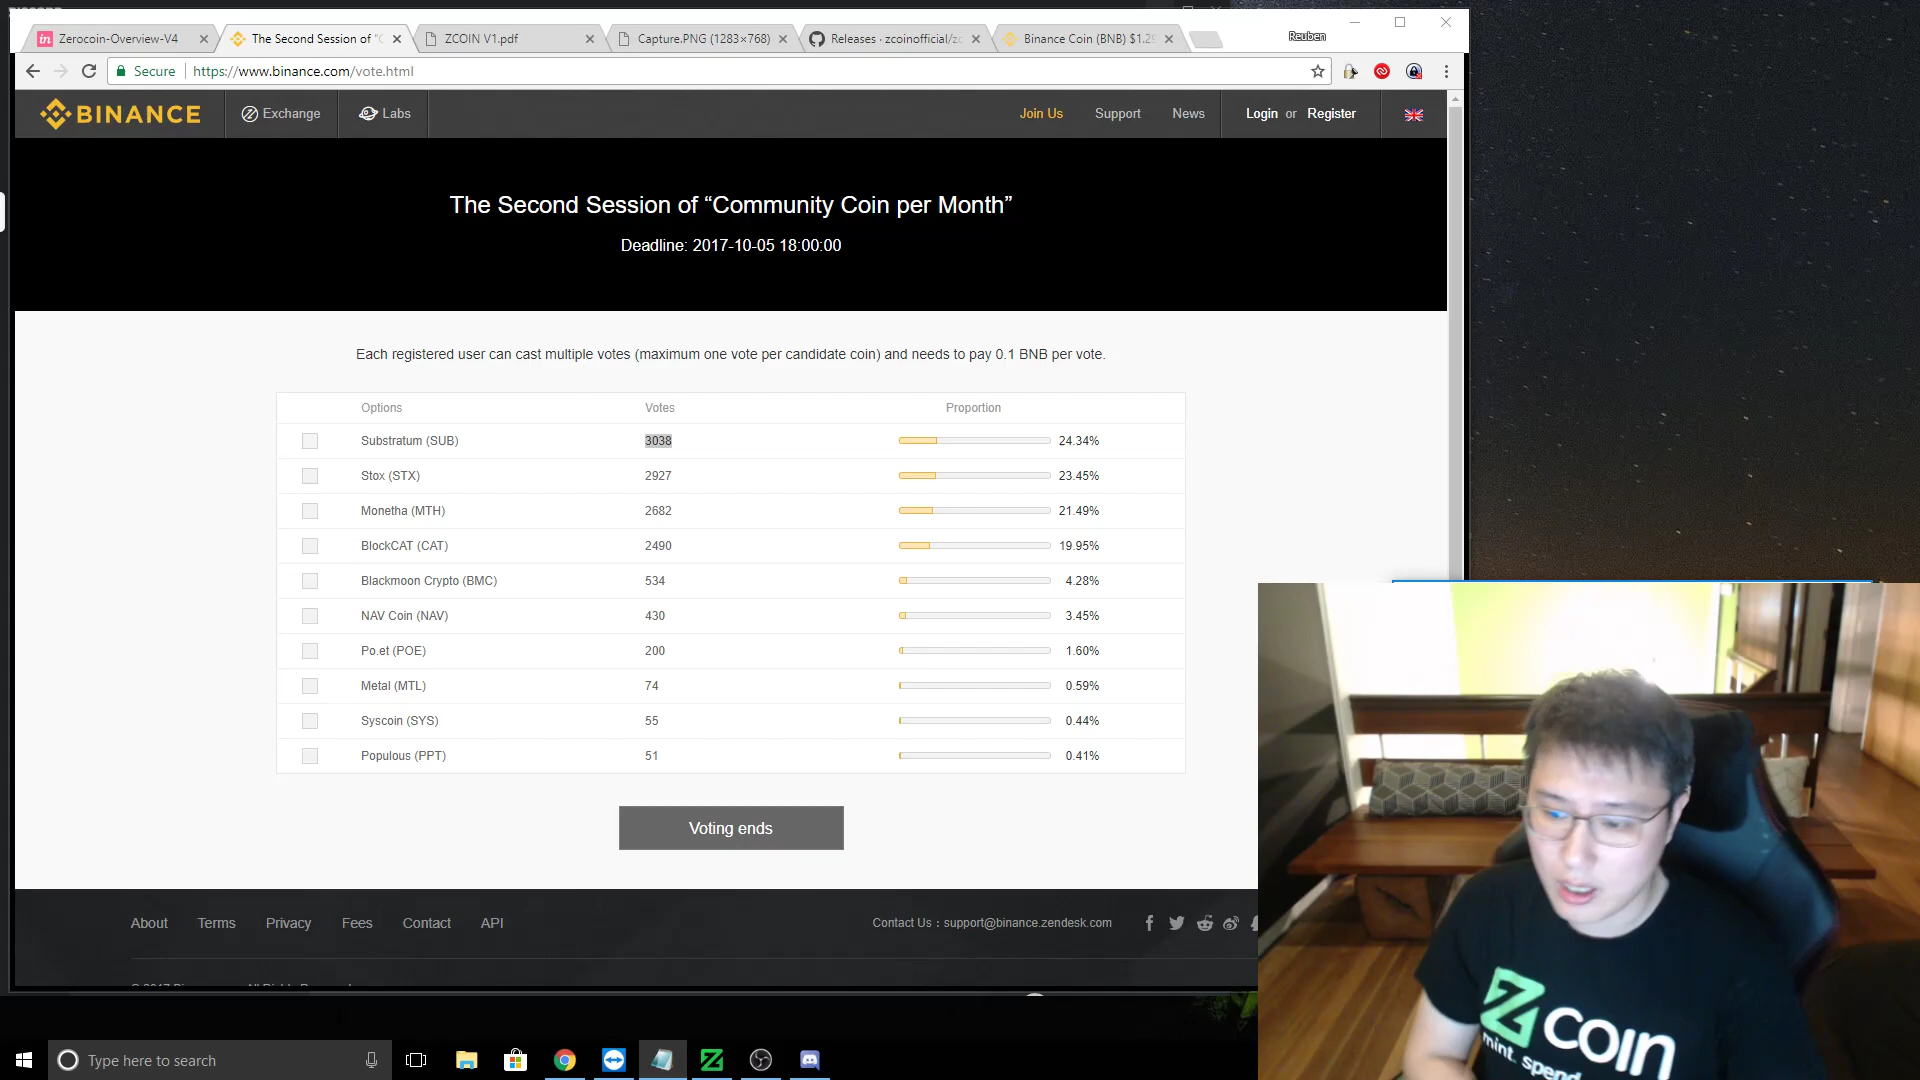 Zerocoin-Overview-V4
The Second Session of “C
ZCOIN V1.pdf
Capture.PNG (1283×768)
Releases · zcoinofficial/zc
Binance Coin (BNB) $1.29
Reuben
Secure
https://www.binance.com/vote.html
BINANCE
Exchange
Labs
Join Us
Support
News
Login or Register
The Second Session of “Community Coin per Month”
Deadline: 2017-10-05 18:00:00
Each registered user can cast multiple votes (maximum one vote per candidate coin) and needs to pay 0.1 BNB per vote.
Options Votes Proportion
Substratum (SUB) 3038 24.34%
Stox (STX) 2927 23.45%
Monetha (MTH) 2682 21.49%
BlockCAT (CAT) 2490 19.95%
Blackmoon Crypto (BMC) 534 4.28%
NAV Coin (NAV) 430 3.45%
Po.et (POE) 200 1.60%
Metal (MTL) 74 0.59%
Syscoin (SYS) 55 0.44%
Populous (PPT) 51 0.41%
Voting ends
About Terms Privacy Fees Contact API
Contact Us : support@binance.zendesk.com
Zcoin
mint. spend
Type here to search